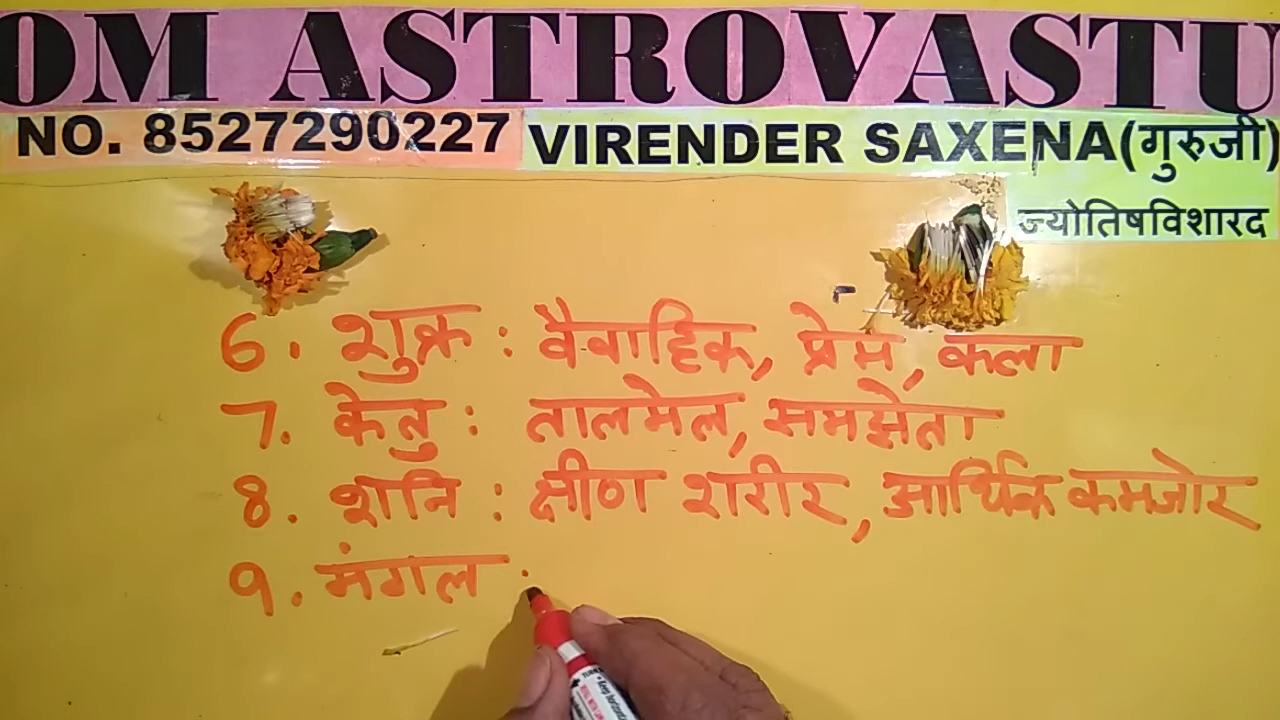 OM ASTROVASTU
NO. 8527290227 VIRENDER SAXENA(गुरुजी)
ज्योतिषविशारद
6. शुक्र : वैवाहिक, प्रेम, कला
7. केतु : तालमेल, समझेता
8. शनि : क्षीण शरीर, आर्थिक कमजोर
9. मंगल :